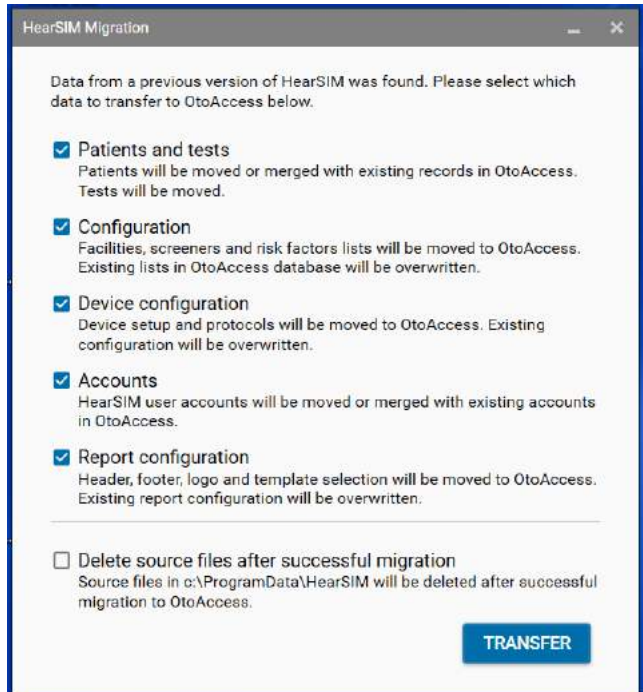 HearSIM Migration
Data from a previous version of HearSIM was found. Please select which
data to transfer to OtoAccess below.
Patients and tests
Patients will be moved or merged with existing records in OtoAccess.
Tests will be moved.
Configuration
Facilities, screeners and risk factors lists will be moved to OtoAccess.
Existing lists in OtoAccess database will be overwritten.
Device configuration
Device setup and protocols will be moved to OtoAccess. Existing
configuration will be overwritten.
Accounts
HearSIM user accounts will be moved or merged with existing accounts
in OtoAccess.
Report configuration
Header, footer, logo and template selection will be moved to OtoAccess.
Existing report configuration will be overwritten.
Delete source files after successful migration
Source files in c:\ProgramData\HearSIM will be deleted after successful
migration to OtoAccess.
TRANSFER